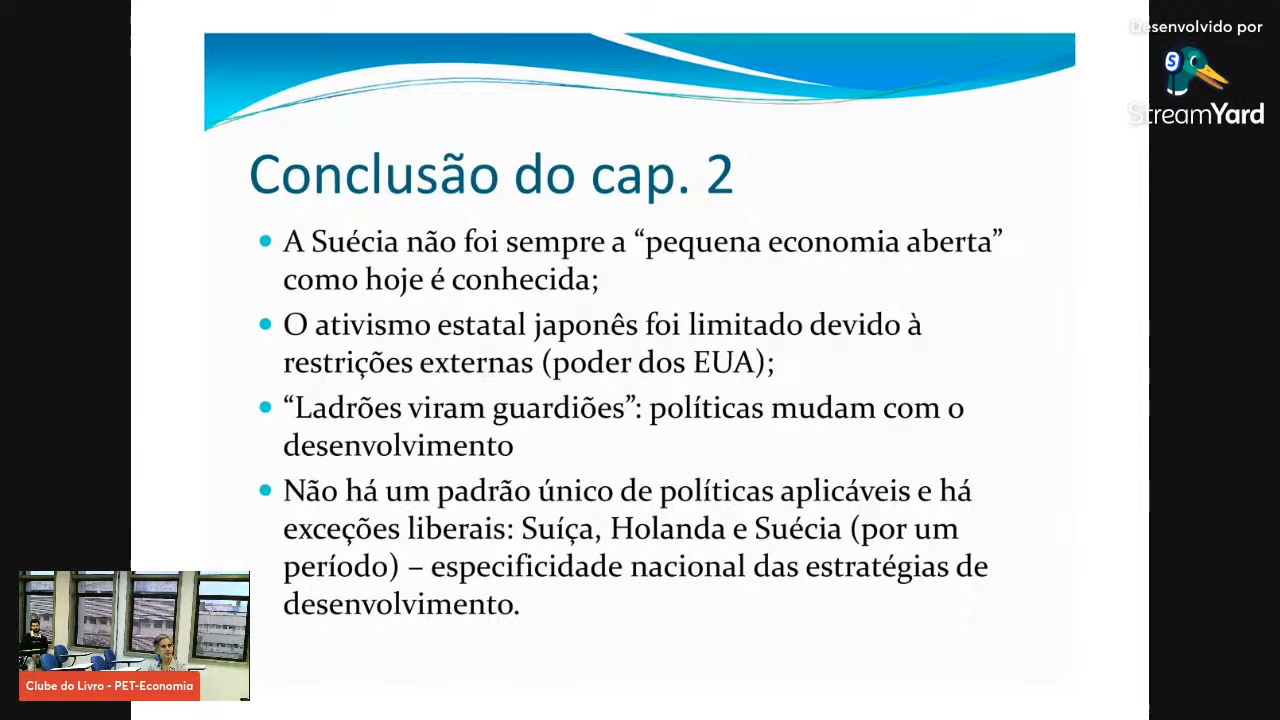 Desenvolvido por
StreamYard
Conclusão do cap. 2
• A Suécia não foi sempre a “pequena economia aberta”
como hoje é conhecida;
• O ativismo estatal japonês foi limitado devido à
restrições externas (poder dos EUA);
• “Ladrões viram guardiões”: políticas mudam com o
desenvolvimento
• Não há um padrão único de políticas aplicáveis e há
exceções liberais: Suíça, Holanda e Suécia (por um
período) – especificidade nacional das estratégias de
desenvolvimento.
Clube do Livro - PET-Economia